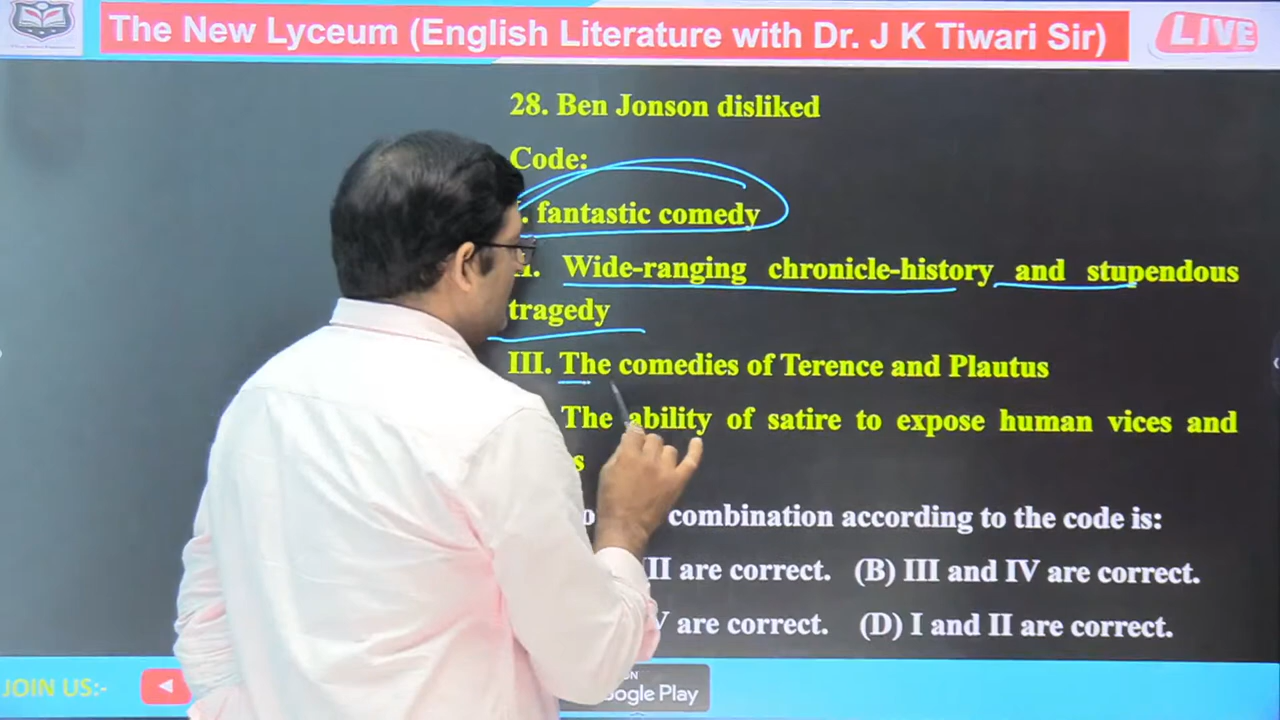 The New Lyceum (English Literature with Dr. J K Tiwari Sir)
LIVE
28. Ben Jonson disliked
Code:
I. fantastic comedy
II. Wide-ranging chronicle-history and stupendous
tragedy
III. The comedies of Terence and Plautus
The ability of satire to expose human vices and
combination according to the code is:
III are correct. (B) III and IV are correct.
IV are correct. (D) I and II are correct.
JOIN US:-
Google Play